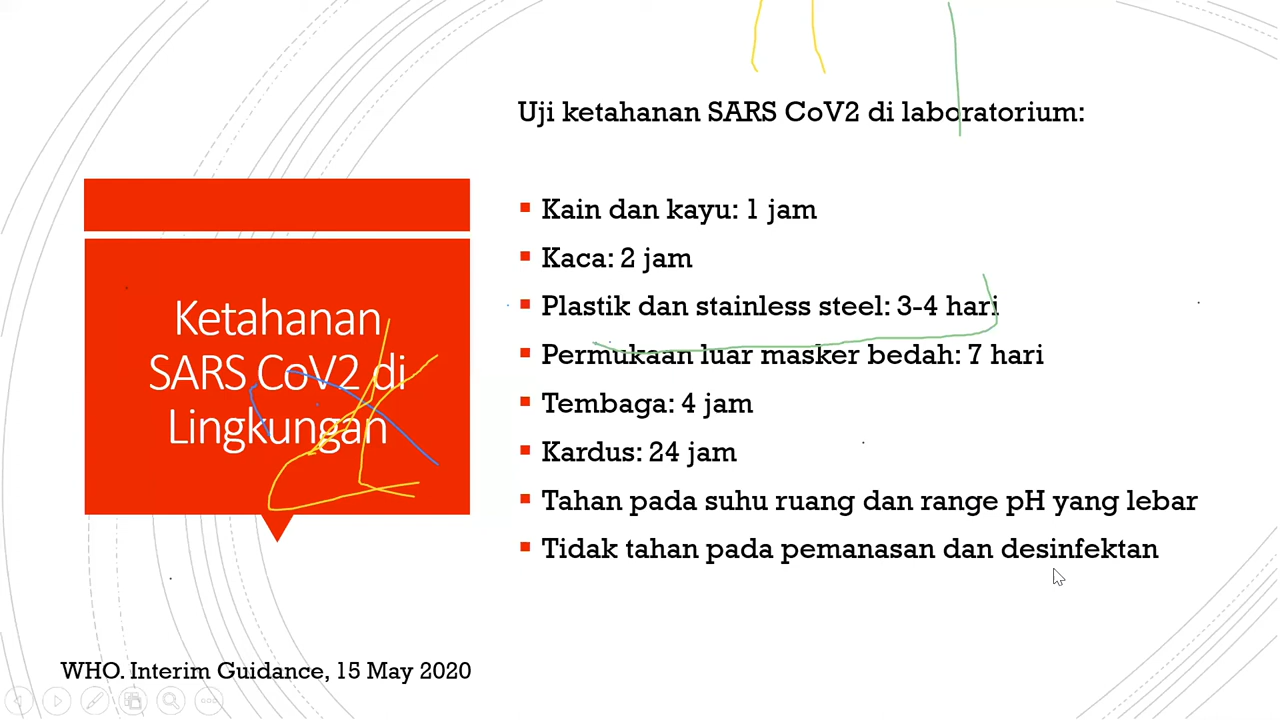 Ketahanan
SARS CoV2 di
Lingkungan
Uji ketahanan SARS CoV2 di laboratorium:
Kain dan kayu: 1 jam
Kaca: 2 jam
Plastik dan stainless steel: 3-4 hari
Permukaan luar masker bedah: 7 hari
Tembaga: 4 jam
Kardus: 24 jam
Tahan pada suhu ruang dan range pH yang lebar
Tidak tahan pada pemanasan dan desinfektan
WHO. Interim Guidance, 15 May 2020